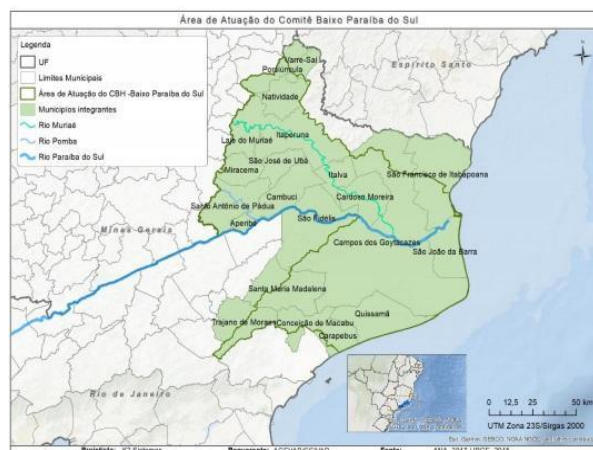 Área de Atuação do Comitê Baixo Paraíba do Sul
Legenda
UF
Limites Municipais
Área de Atuação do CBH -Baixo Paraíba do Sul
Municípios integrantes
Rio Muriaé
Rio Pomba
Rio Paraíba do Sul
Espírito Santo
Varre-Sai
Porciúncula
Natividade
Itaperuna
Laje do Muriaé
São José de Ubá
Italva
São Francisco de Itabapoana
Miracema
Cambuci
Cardoso Moreira
Santo Antônio de Pádua
São Fidélis
Aperibé
Minas Gerais
Campos dos Goytacazes
São João da Barra
Santa Maria Madalena
Quissamã
Trajano de Moraes
Conceição de Macabu
Carapebus
Rio de Janeiro
0 12,5 25 50 km
UTM Zona 23S/Sirgas 2000